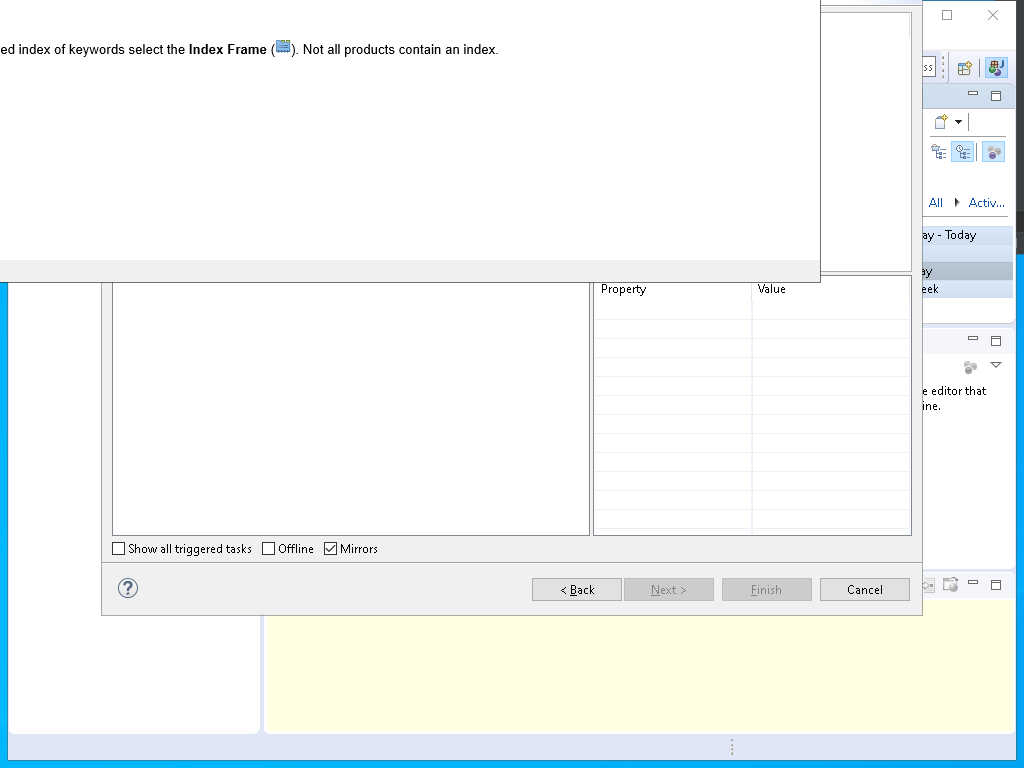 ed index of keywords select the Index Frame (). Not all products contain an index.
ss
All Activ...
ay - Today
ay
eek
Property Value
e editor that
ine.
Show all triggered tasks Offline Mirrors
< Back Next > Finish Cancel